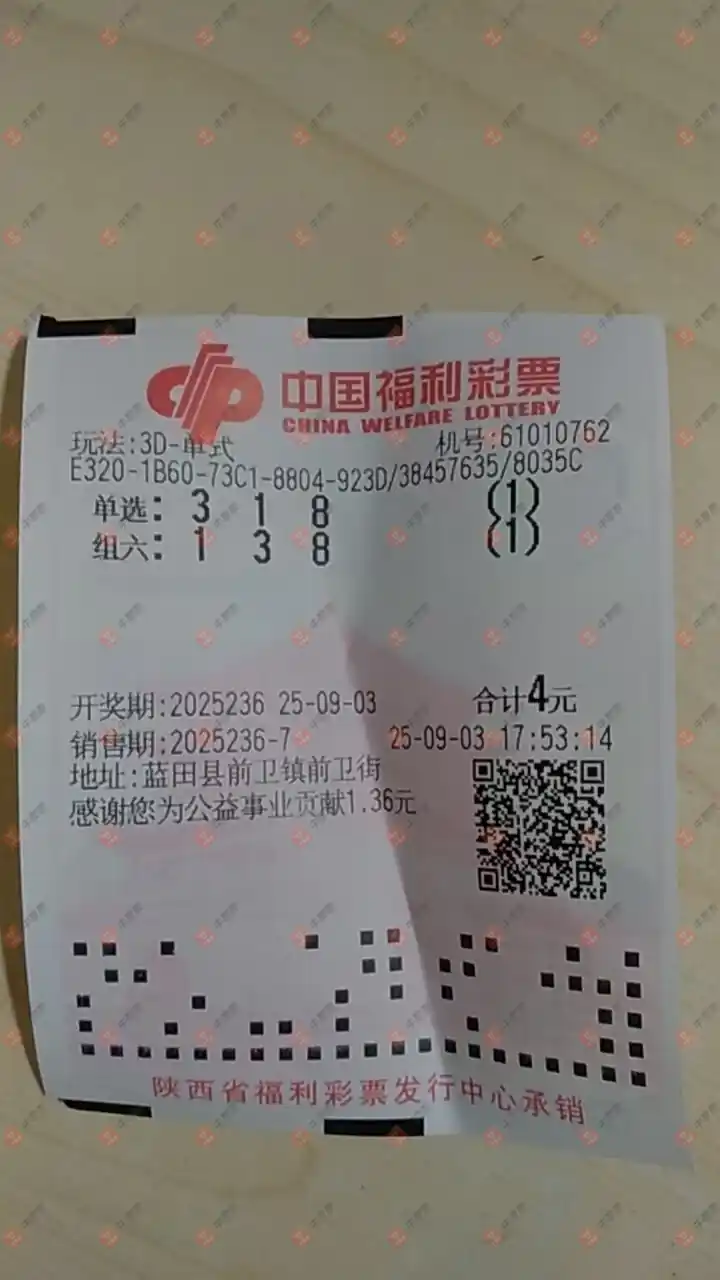 中国福利彩票
CHINA WELFARE LOTTERY
玩法:3D-单式 机号:61010762
E320-1B60-73C1-8804-923D/38457635/8035C
单选: 3 1 8 (1)
组六: 1 3 8 (1)
开奖期:2025236 25-09-03 合计4元
销售期:2025236-7 25-09-03 17:53:14
地址:蓝田县前卫镇前卫街
感谢您为公益事业贡献1.36元
陕西省福利彩票发行中心承销